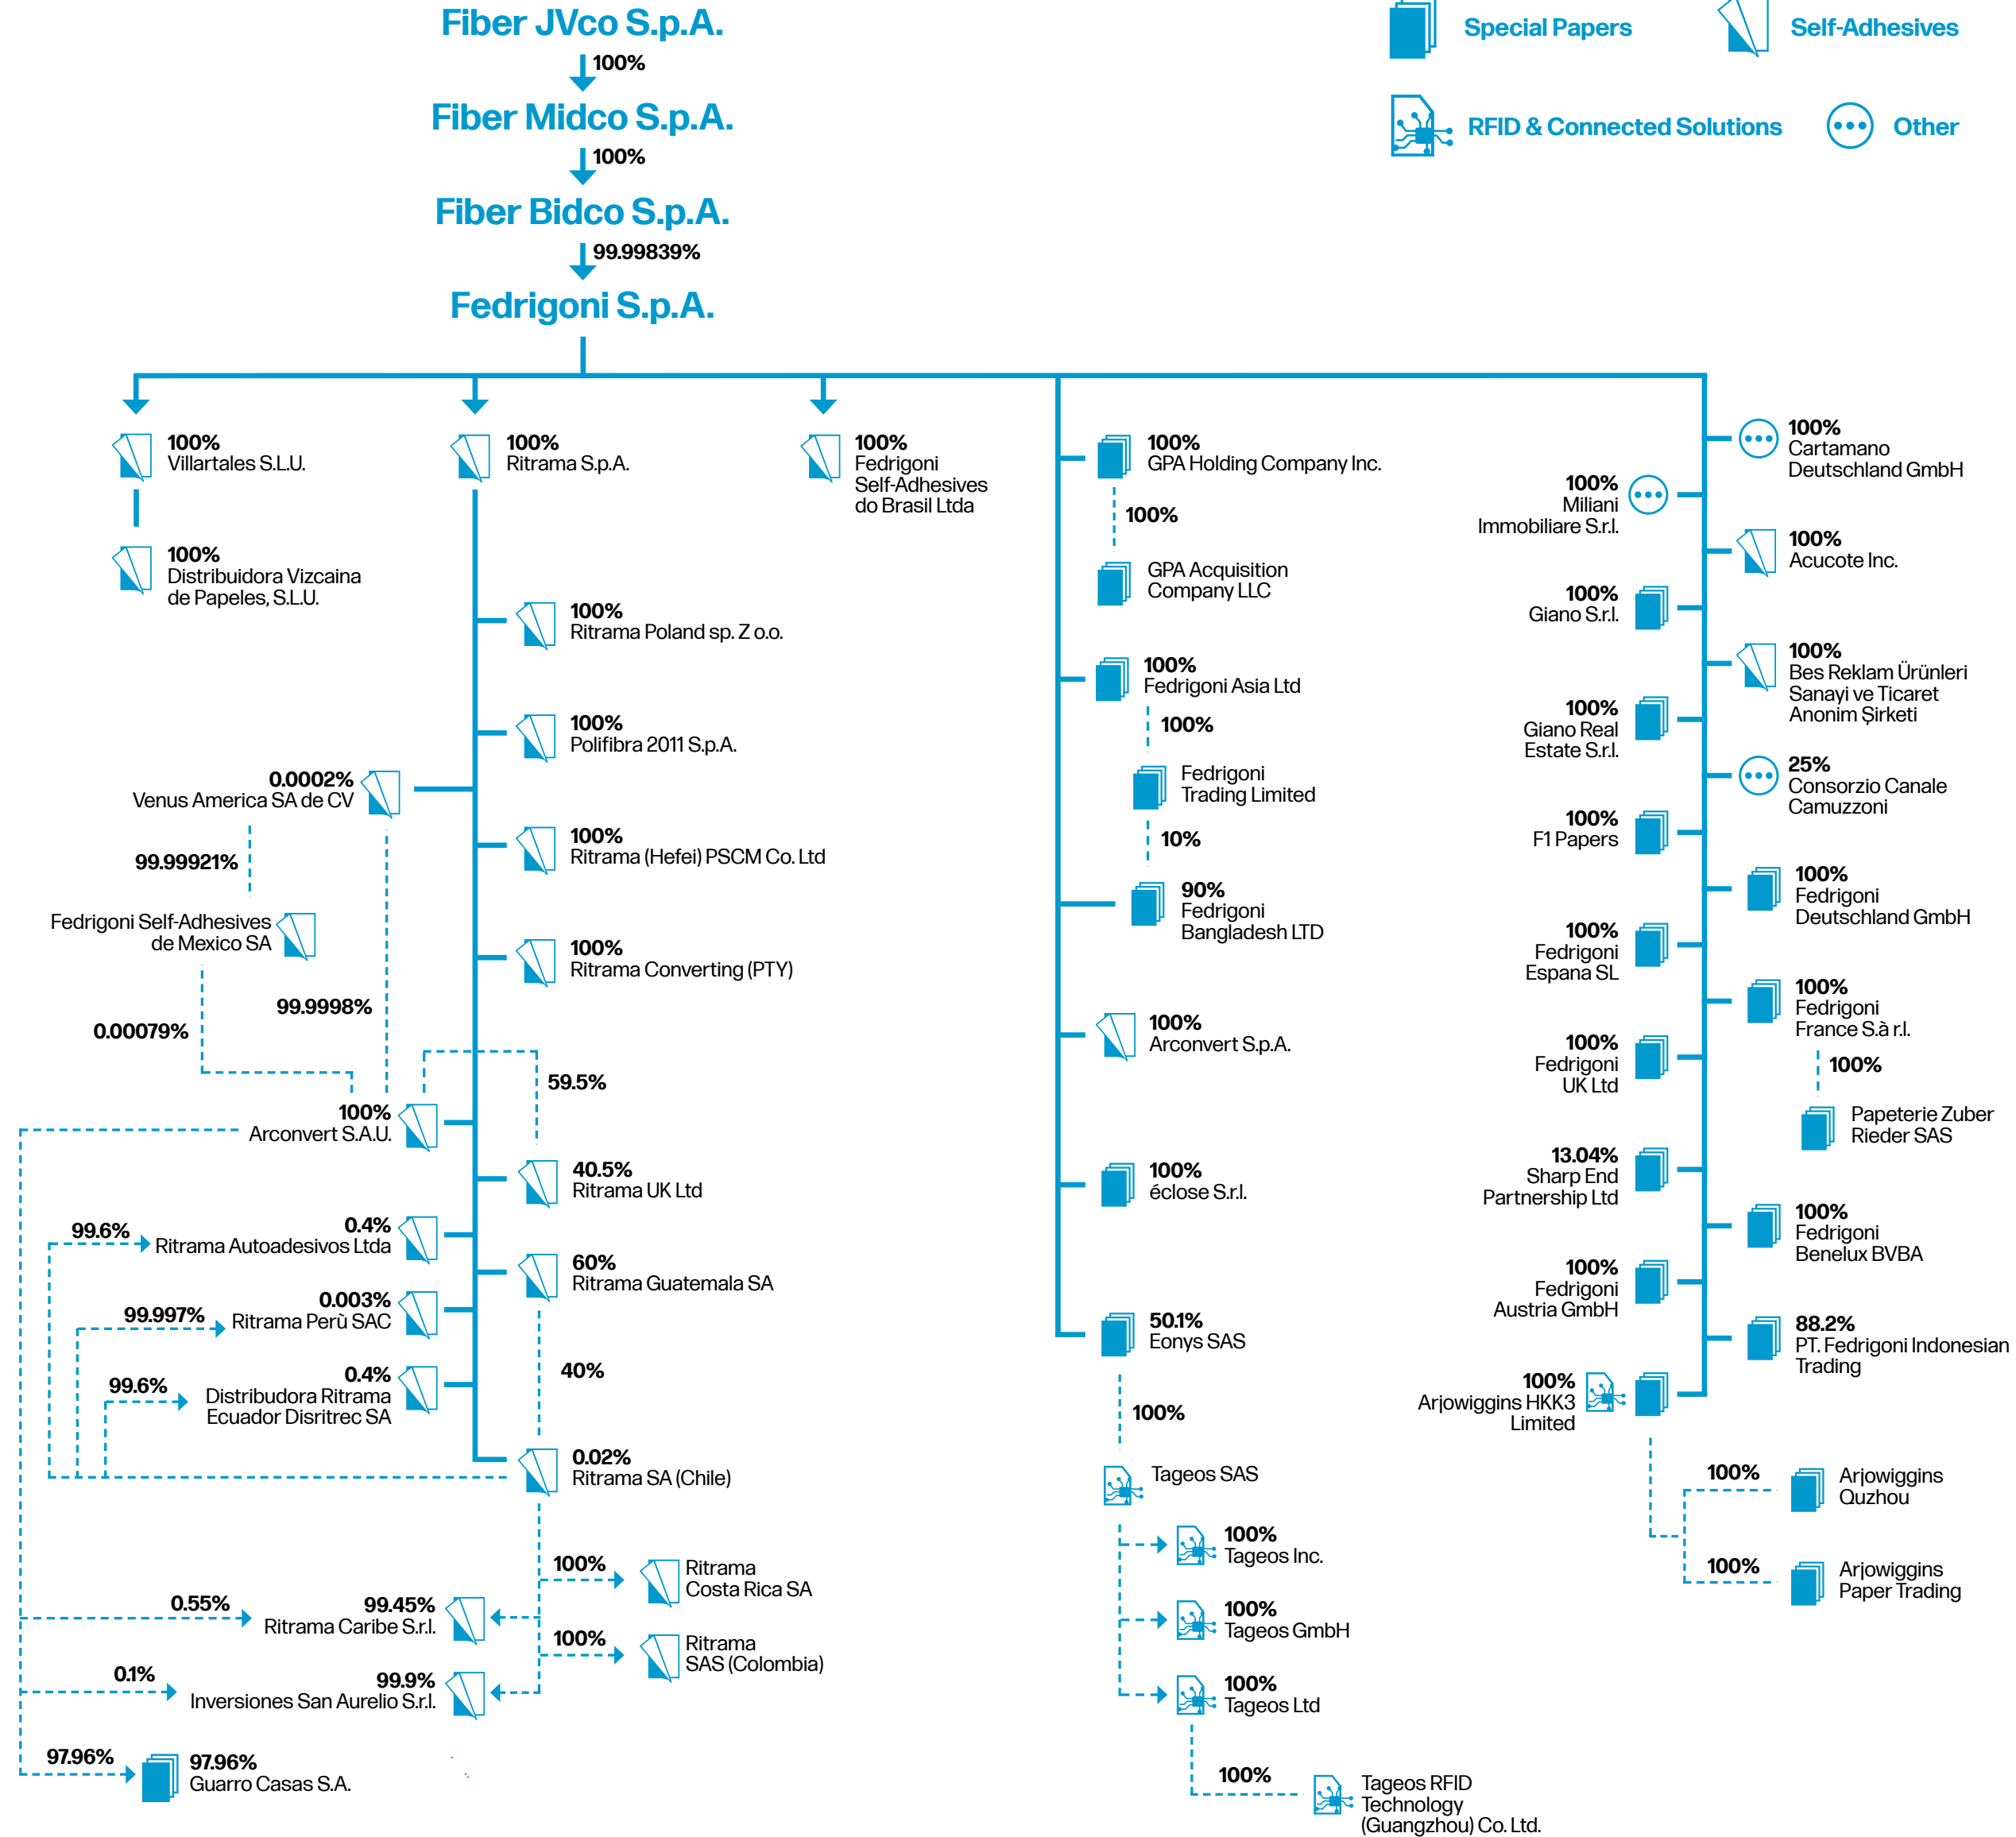 Fiber JVco S.p.A.
100%
Fiber Midco S.p.A.
100%
Fiber Bidco S.p.A.
99.99839%
Fedrigoni S.p.A.
Special Papers
Self-Adhesives
RFID & Connected Solutions
Other
100%
Villartales S.L.U.
100%
Distribuidora Vizcaina
de Papeles, S.L.U.
100%
Ritrama S.p.A.
100%
Fedrigoni
Self-Adhesives
do Brasil Ltda
100%
Ritrama Poland sp. Z o.o.
100%
Polifibra 2011 S.p.A.
0.0002%
Venus America SA de CV
99.99921%
100%
Ritrama (Hefei) PSCM Co. Ltd
Fedrigoni Self-Adhesives
de Mexico SA
100%
Ritrama Converting (PTY)
99.9998%
0.00079%
59.5%
100%
Arconvert S.A.U.
40.5%
Ritrama UK Ltd
99.6%
0.4%
Ritrama Autoadesivos Ltda
60%
Ritrama Guatemala SA
99.997%
0.003%
Ritrama Perù SAC
40%
99.6%
0.4%
Distribudora Ritrama
Ecuador Disritrec SA
0.02%
Ritrama SA (Chile)
100%
Ritrama
Costa Rica SA
0.55%
99.45%
Ritrama Caribe S.r.l.
100%
Ritrama
SAS (Colombia)
0.1%
99.9%
Inversiones San Aurelio S.r.l.
97.96%
97.96%
Guarro Casas S.A.
100%
GPA Holding Company Inc.
100%
GPA Acquisition
Company LLC
100%
Fedrigoni Asia Ltd
100%
Fedrigoni
Trading Limited
10%
90%
Fedrigoni
Bangladesh LTD
100%
Arconvert S.p.A.
100%
éclose S.r.l.
50.1%
Eonys SAS
100%
Tageos SAS
100%
Tageos Inc.
100%
Tageos GmbH
100%
Tageos Ltd
100%
Tageos RFID
Technology
(Guangzhou) Co. Ltd.
100%
Cartamano
Deutschland GmbH
100%
Miliani
Immobiliare S.r.l.
100%
Acucote Inc.
100%
Giano S.r.l.
100%
Bes Reklam Ürünleri
Sanayi ve Ticaret
Anonim Şirketi
100%
Giano Real
Estate S.r.l.
25%
Consorzio Canale
Camuzzoni
100%
F1 Papers
100%
Fedrigoni
Deutschland GmbH
100%
Fedrigoni
Espana SL
100%
Fedrigoni
France S.à r.l.
100%
Fedrigoni
UK Ltd
100%
Papeterie Zuber
Rieder SAS
13.04%
Sharp End
Partnership Ltd
100%
Fedrigoni
Benelux BVBA
100%
Fedrigoni
Austria GmbH
88.2%
PT. Fedrigoni Indonesian
Trading
100%
Arjowiggins HKK3
Limited
100%
Arjowiggins
Quzhou
100%
Arjowiggins
Paper Trading